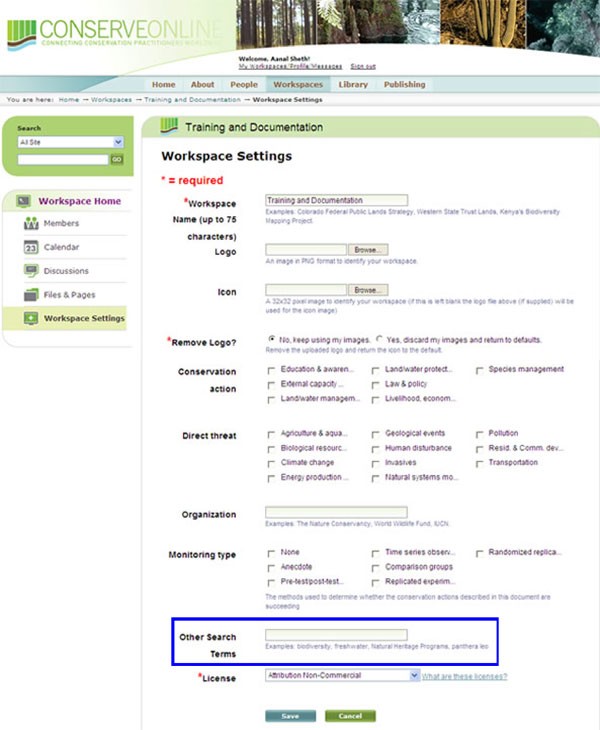 CONSERVEONLINE
CONNECTING CONSERVATION PRACTITIONERS WORLDWIDE
Welcome, Aanal Sheth!
My Workspaces/Profile/Messages Sign out
Home About People Workspaces Library Publishing
You are here: Home → Workspaces → Training and Documentation → Workspace Settings
Search
All Site
GO
Workspace Home
Members
23 Calendar
Discussions
Files & Pages
Workspace Settings
Training and Documentation
Workspace Settings
* = required
*Workspace Name (up to 75 characters)
Training and Documentation
Examples: Colorado Federal Public Lands Strategy, Western State Trust Lands, Kenya's Biodiversity
Mapping Project.
Logo
Browse...
An image in PNG format to identify your workspace.
Icon
Browse...
A 32x32 pixel image to identify your workspace (if this is left blank the logo file above (if supplied) will be
used for the icon image)
*Remove Logo?
No, keep using my images. Yes, discard my images and return to defaults.
Remove the uploaded logo and return the icon to the default.
Conservation action
Education & awaren... Land/water protect... Species management
External capacity ... Law & policy
Land/water managem... Livelihood, econom...
Direct threat
Agriculture & aqua... Geological events Pollution
Biological resourc... Human disturbance Resid. & Comm. dev...
Climate change Invasives Transportation
Energy production ... Natural systems mo...
Organization
Examples: The Nature Conservancy, World Wildlife Fund, IUCN.
Monitoring type
None Time series observ... Randomized replica...
Anecdote Comparison groups
Pre-test/post-test... Replicated experim...
The methods used to determine whether the conservation actions described in this document are
succeeding
Other Search Terms
Examples: biodiversity, freshwater, Natural Heritage Programs, panthera leo
*License
Attribution Non-Commercial
What are these licenses?
Save Cancel